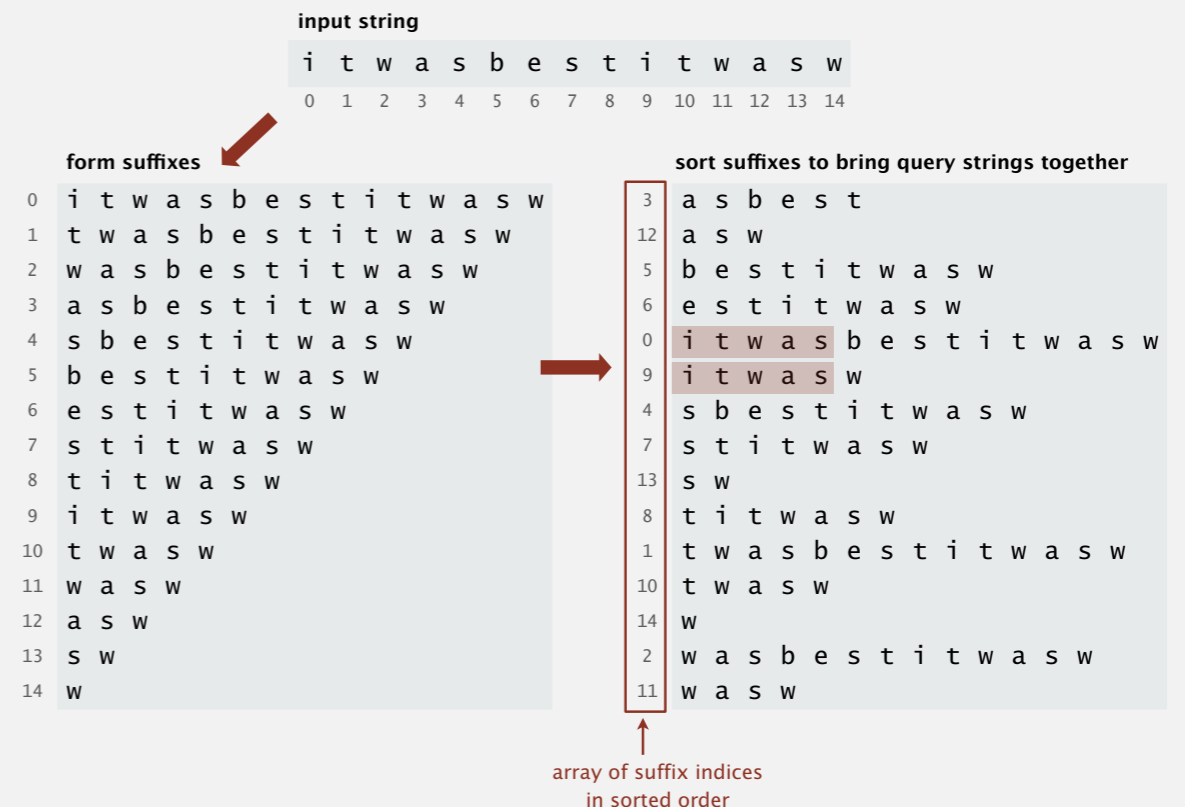 input string
i t w a s b e s t i t w a s w
0 1 2 3 4 5 6 7 8 9 10 11 12 13 14
form suffixes
0 i t w a s b e s t i t w a s w
1 t w a s b e s t i t w a s w
2 w a s b e s t i t w a s w
3 a s b e s t i t w a s w
4 s b e s t i t w a s w
5 b e s t i t w a s w
6 e s t i t w a s w
7 s t i t w a s w
8 t i t w a s w
9 i t w a s w
10 t w a s w
11 w a s w
12 a s w
13 s w
14 w
sort suffixes to bring query strings together
3 a s b e s t
12 a s w
5 b e s t i t w a s w
6 e s t i t w a s w
0 i t w a s b e s t i t w a s w
9 i t w a s w
4 s b e s t i t w a s w
7 s t i t w a s w
13 s w
8 t i t w a s w
1 t w a s b e s t i t w a s w
10 t w a s w
14 w
2 w a s b e s t i t w a s w
11 w a s w
array of suffix indices
in sorted order